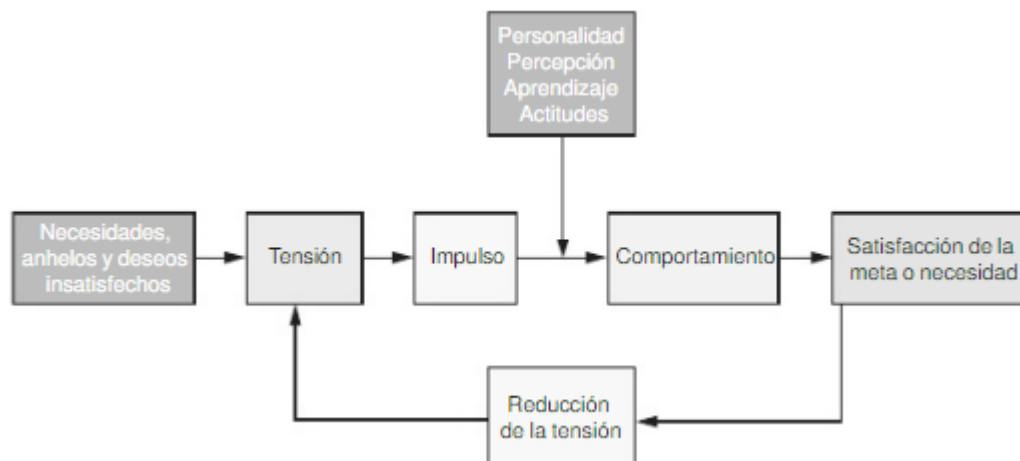 Personalidad
Percepción
Aprendizaje
Actitudes
Necesidades,
anhelos y deseos
insatisfechos
Tensión
Impulso
Comportamiento
Satisfacción de la
meta o necesidad
Reducción
de la tensión